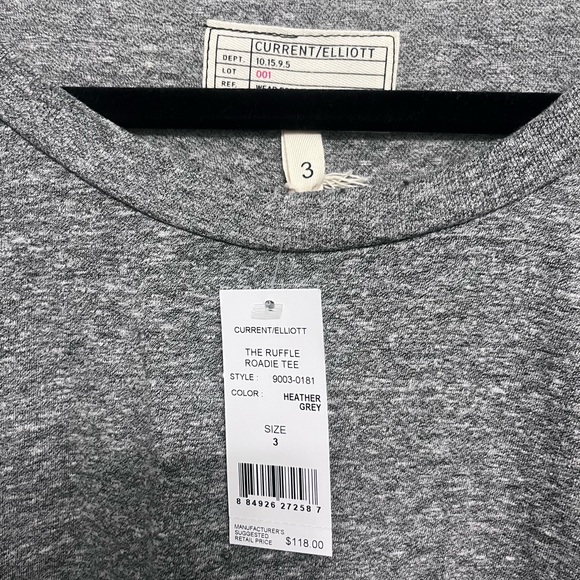 CURRENT/ELLIOTT
DEPT. 10.15.9.5
LOT 001
REF.
3
CURRENT/ELLIOTT
THE RUFFLE
ROADIE TEE
STYLE : 9003-0181
COLOR : HEATHER
GREY
SIZE
3
8 84926 27258 7
MANUFACTURER'S
SUGGESTED
RETAIL PRICE $118.00